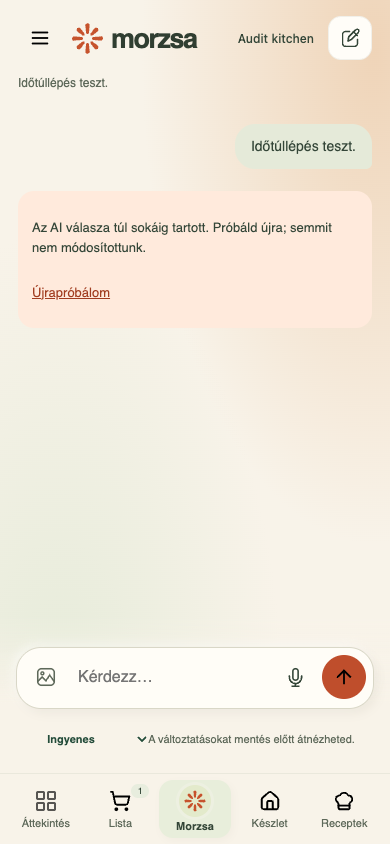 morzsa
Audit kitchen
Időtúllépés teszt.
Időtúllépés teszt.
Az AI válasza túl sokáig tartott. Próbáld újra; semmit
nem módosítottunk.
Újrapróbálom
Kérdezz…
Ingyenes
A változtatásokat mentés előtt átnézheted.
1
Áttekintés
Lista
Morzsa
Készlet
Receptek